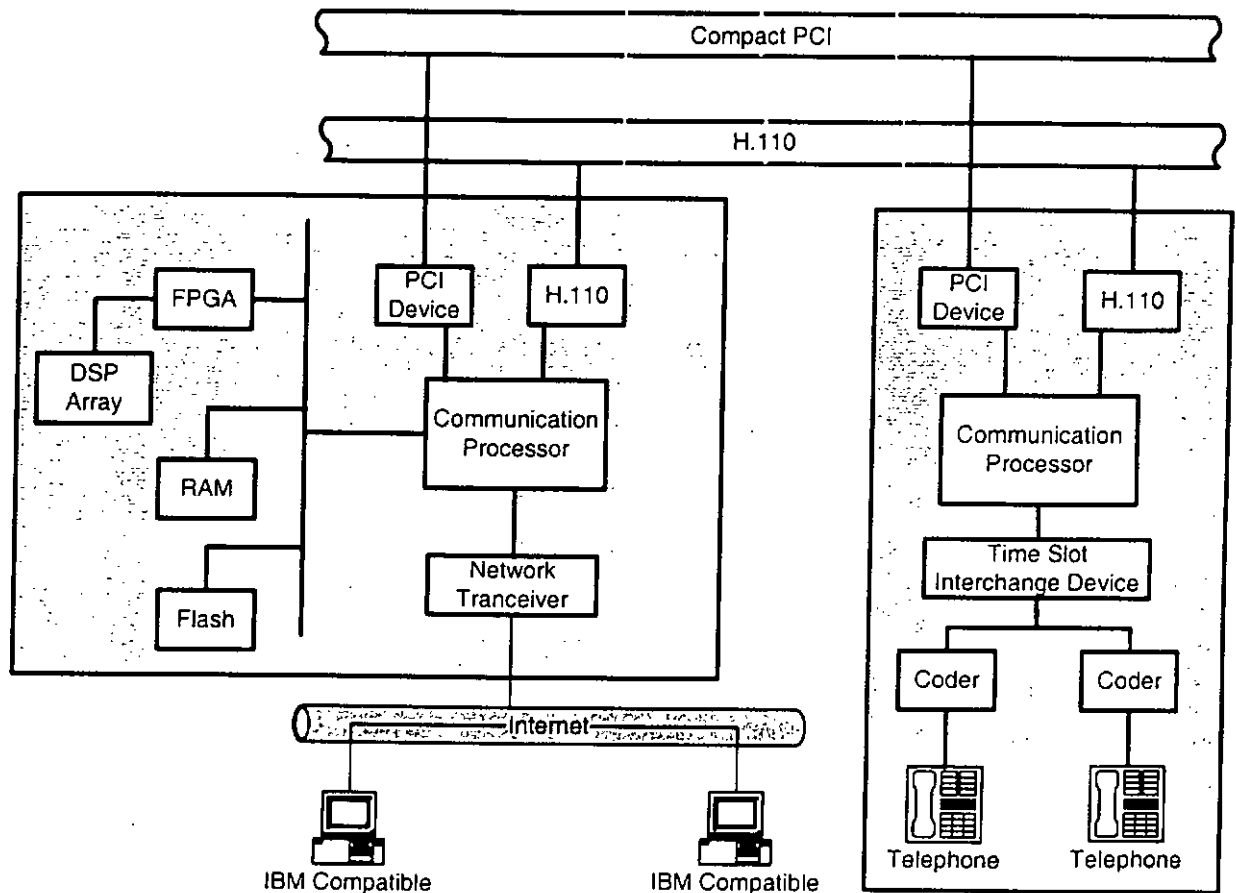 Compact PCI
H.110
PCI
Device
H.110
FPGA
DSP
Array
RAM
Flash
Communication
Processor
Network
Tranceiver
Internet
IBM Compatible
IBM Compatible
PCI
Device
H.110
Communication
Processor
Time Slot
Interchange Device
Coder
Coder
Telephone
Telephone